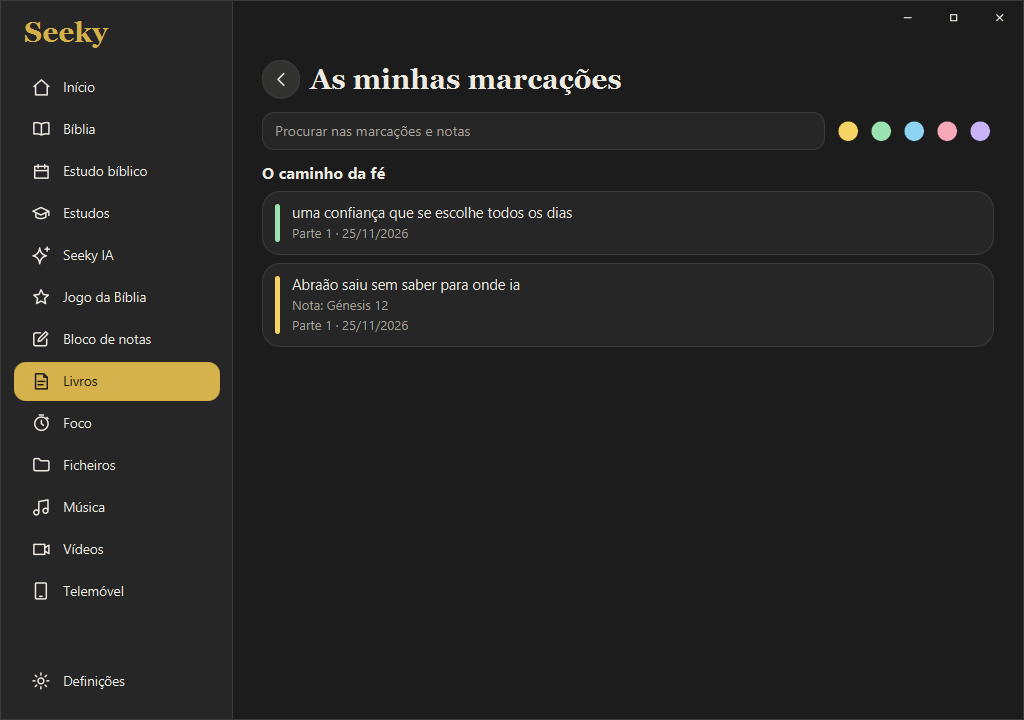 Seeky
Início
Bíblia
Estudo bíblico
Estudos
Seeky IA
Jogo da Bíblia
Bloco de notas
Livros
Foco
Ficheiros
Música
Vídeos
Telemóvel
Definições
As minhas marcações
Procurar nas marcações e notas
O caminho da fé
uma confiança que se escolhe todos os dias
Parte 1 · 25/11/2026
Abraão saiu sem saber para onde ia
Nota: Génesis 12
Parte 1 · 25/11/2026